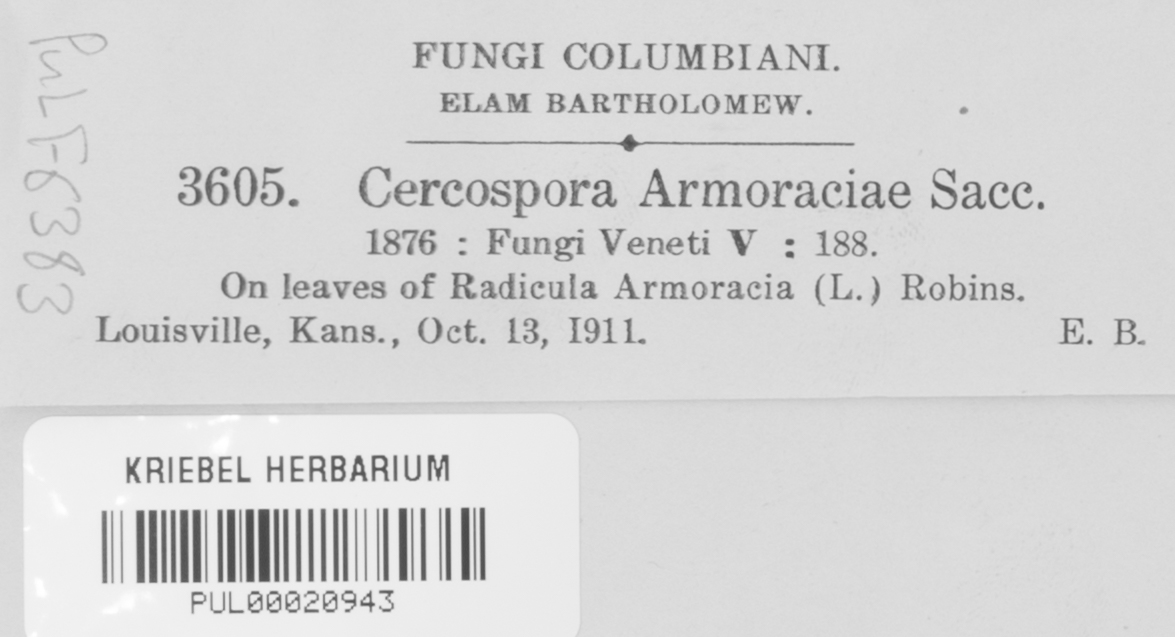 FUNGI COLUMBIANI.
ELAM BARTHOLOMEW.
3605. Cercospora Armoraciae Sacc.
1876 : Fungi Veneti V : 188.
On leaves of Radicula Armoracia (L.) Robins.
Louisville, Kans., Oct. 13, 1911. E. B.
PUL F6383
KRIEBEL HERBARIUM
PUL00020943